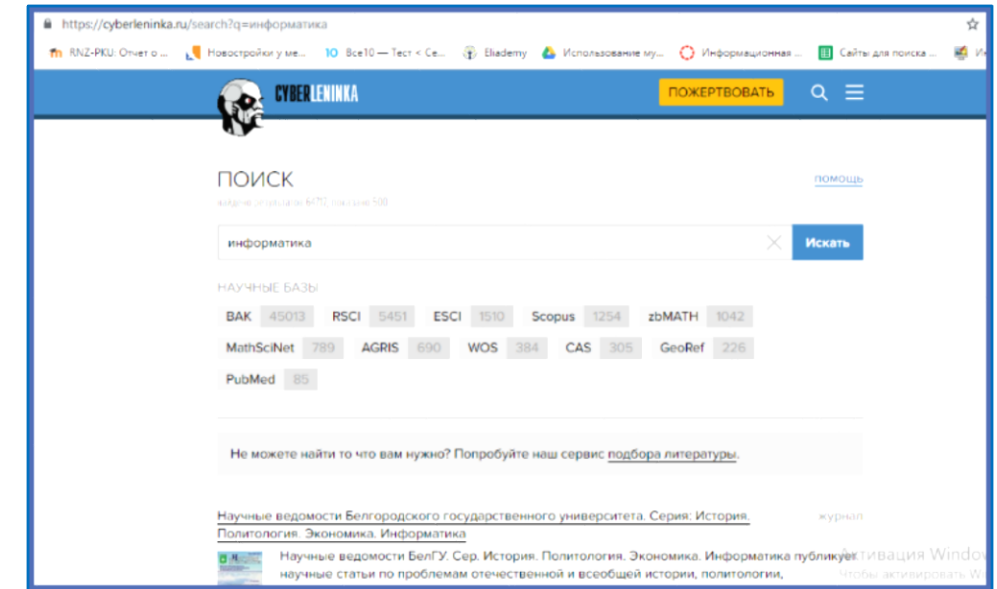 https://cyberleninka.ru/search?q=информатика
RNZ-PKU: Отчет о ... Новостройки у ме... Все10 — Тест < Се... Eliademy Использование му... Информационная ... Сайты для поиска ... Ин
CYBERLENINKA ПОЖЕРТВОВАТЬ
ПОИСК помощь
информатика Искать
НАУЧНЫЕ БАЗЫ
ВАК 45013 RSCI 5451 ESCI 1510 Scopus 1254 zbMATH 1042
MathSciNet 789 AGRIS 690 WOS 384 CAS 305 GeoRef 226
PubMed 85
Не можете найти то что вам нужно? Попробуйте наш сервис подбора литературы.
Научные ведомости Белгородского государственного университета. Серия: История. журнал
Политология. Экономика. Информатика
Научные ведомости БелГУ. Сер. История. Политология. Экономика. Информатика публикует
научные статьи по проблемам отечественной и всеобщей истории, политологии,
Активация Window
Чтобы активировать Wi